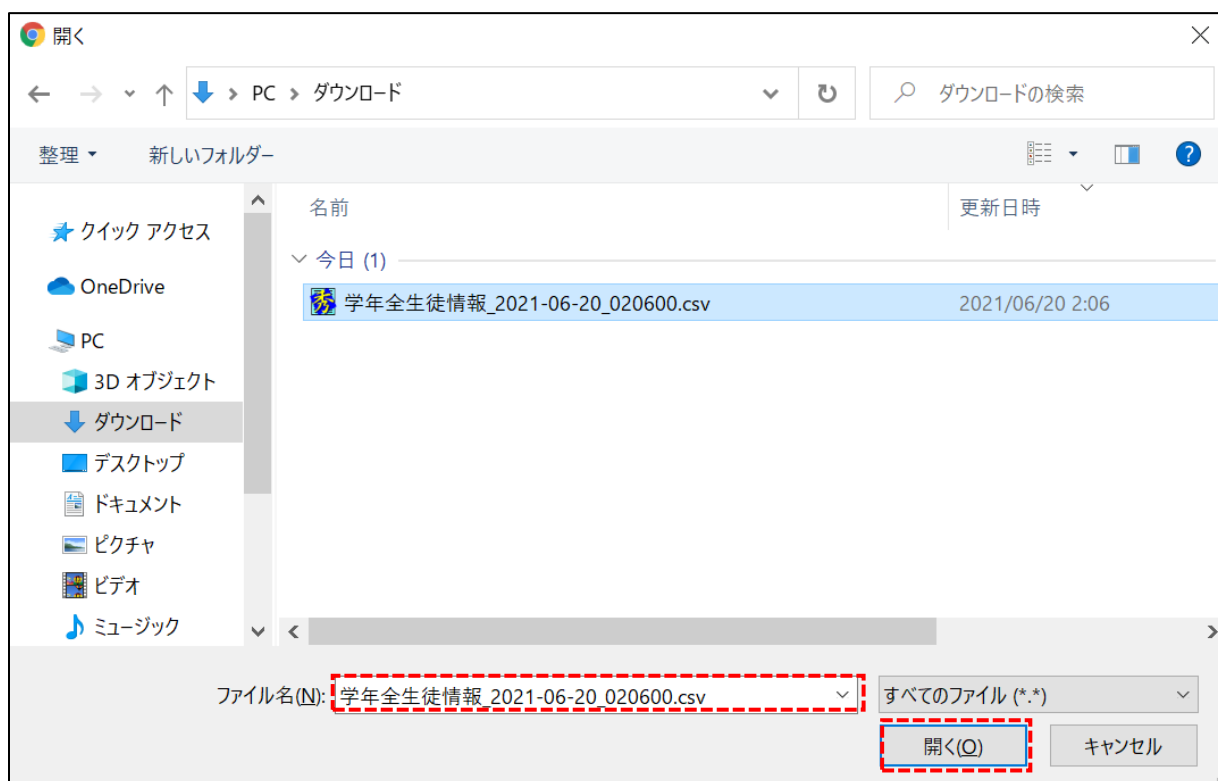 開く
PC > ダウンロード
ダウンロードの検索
整理
新しいフォルダー
名前
更新日時
クイック アクセス
今日 (1)
OneDrive
秀 学年全生徒情報_2021-06-20_020600.csv 2021/06/20 2:06
PC
3D オブジェクト
ダウンロード
デスクトップ
ドキュメント
ピクチャ
ビデオ
ミュージック
ファイル名(N): 学年全生徒情報_2021-06-20_020600.csv
すべてのファイル (*.*)
開く(O)
キャンセル